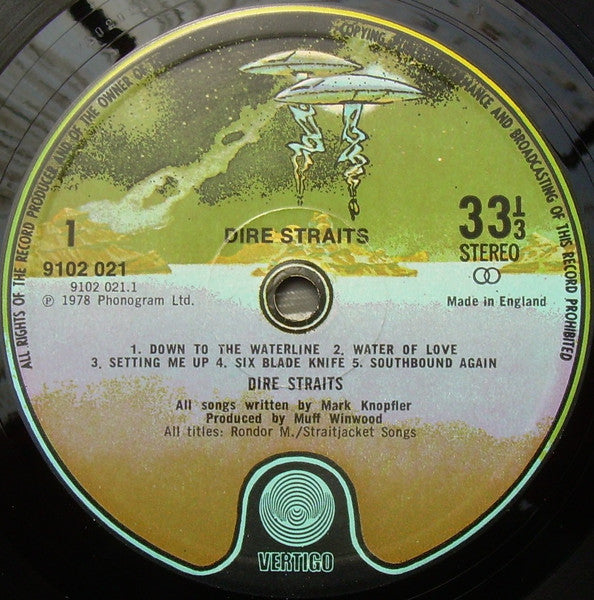 ALL RIGHTS OF THE RECORD PRODUCER AND OF THE OWNER OF
COPYING
MANCE AND BROADCASTING OF THIS RECORD PROHIBITED
1
DIRE STRAITS
33⅓
STEREO
9102 021
9102 021.1
℗ 1978 Phonogram Ltd.
Made in England
1. DOWN TO THE WATERLINE 2. WATER OF LOVE
3. SETTING ME UP 4. SIX BLADE KNIFE 5. SOUTHBOUND AGAIN
DIRE STRAITS
All songs written by Mark Knopfler
Produced by Muff Winwood
All titles: Rondor M./Straitjacket Songs
VERTIGO